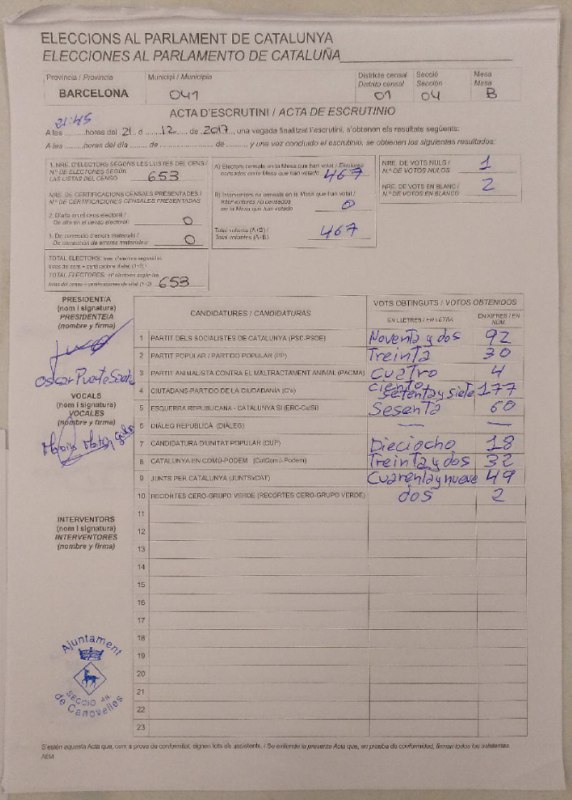 ELECCIONS AL PARLAMENT DE CATALUNYA
ELECCIONES AL PARLAMENTO DE CATALUÑA
Província / Provincia
BARCELONA
Municipi / Municipio
041
Districte censal
Distrito censal
01
Secció
Sección
04
Mesa
Mesa
B
ACTA D'ESCRUTINI / ACTA DE ESCRUTINIO
21:45
A les hores del 21 d 12 de 2017, una vegada finalitzat l'escrutini, s'obtenen els resultats següents:
A las horas del día de de y una vez concluido el escrutinio, se obtienen los siguientes resultados:
1. NRE. D'ELECTORS SEGONS LES LLISTES DEL CENS /
Nº DE ELECTORES SEGÚN
LAS LISTAS DEL CENSO
653
NRE. DE CERTIFICACIONS CENSALS PRESENTADES /
Nº DE CERTIFICACIONES CENSALES PRESENTADAS
2. D'alta en el cens electoral /
De alta en el censo electoral
0
3. De correcció d'errors materials /
De corrección de errores materiales
0
TOTAL ELECTORS:
TOTAL ELECTORES:
653
A) Electors censats en la Mesa que han votat / Electores
censados en la Mesa que han votado
467
B) Interventors no censats en la Mesa que han votat /
Interventores no censados
en la Mesa que han votado
0
Total votants (A+B) /
Total votantes (A+B)
467
NRE. DE VOTS NULS /
N.º DE VOTOS NULOS
1
NRE. DE VOTS EN BLANC /
N.º DE VOTOS EN BLANCO
2
PRESIDENT/A
(nom i signatura)
PRESIDENTE/A
(nombre y firma)
VOCALS
(nom i signatura)
VOCALES
(nombre y firma)
INTERVENTORS
(nom i signatura)
INTERVENTORES
(nombre y firma)
CANDIDATURES / CANDIDATURAS
VOTS OBTINGUTS / VOTOS OBTENIDOS
EN LLETRES / EN LETRA
EN XIFRES / EN NÚM.
1 PARTIT DELS SOCIALISTES DE CATALUNYA (PSC-PSOE) Noventa y dos 92
2 PARTIT POPULAR / PARTIDO POPULAR (PP) Treinta 30
3 PARTIT ANIMALISTA CONTRA EL MALTRACTAMENT ANIMAL (PACMA) Cuatro 4
4 CIUTADANS-PARTIDO DE LA CIUDADANÍA (C's) ciento setenta y siete 177
5 ESQUERRA REPUBLICANA - CATALUNYA SÍ (ERC-CatSí) Sesenta 60
6 DIÀLEG REPÚBLICA (DIÀLEG) — —
7 CANDIDATURA D'UNITAT POPULAR (CUP) Dieciocho 18
8 CATALUNYA EN COMÚ-PODEM (CatComú-Podem) Treinta y dos 32
9 JUNTS PER CATALUNYA (JUNTSxCAT) Cuarenta y nueve 49
10 RECORTES CERO-GRUPO VERDE (RECORTES CERO-GRUPO VERDE) dos 2
11
12
13
14
15
16
17
18
19
20
21
22
23
Ajuntament
de Canovelles
S'estén aquesta Acta que, com a prova de conformitat, signen tots els assistents. / Se extiende la presente Acta que, en prueba de conformidad, firman todos los asistentes.